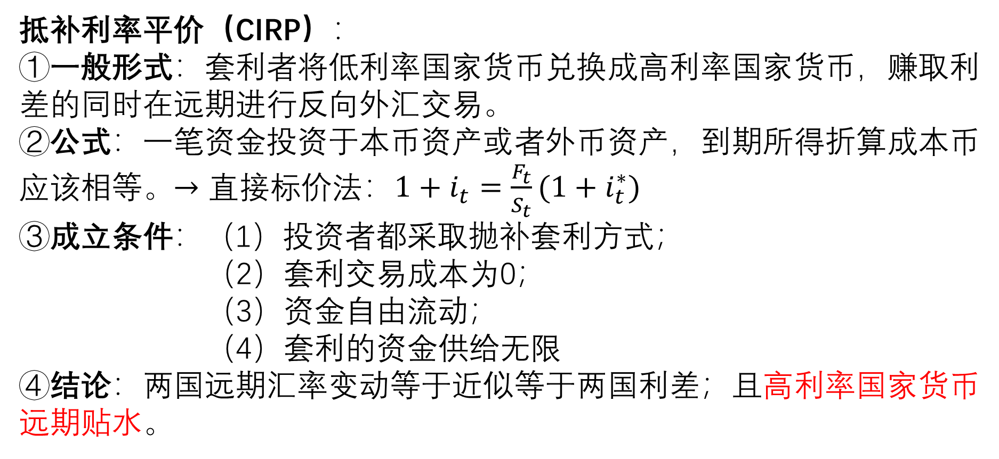 抵补利率平价（CIRP）：
①一般形式：套利者将低利率国家货币兑换成高利率国家货币，赚取利
差的同时在远期进行反向外汇交易。
②公式：一笔资金投资于本币资产或者外币资产，到期所得折算成本币
应该相等。→ 直接标价法：$1 + i_t = \frac{F_t}{S_t}(1 + i_t^*)$
③成立条件：（1）投资者都采取抛补套利方式；
（2）套利交易成本为0；
（3）资金自由流动；
（4）套利的资金供给无限
④结论：两国远期汇率变动等于近似等于两国利差；且高利率国家货币
远期贴水。